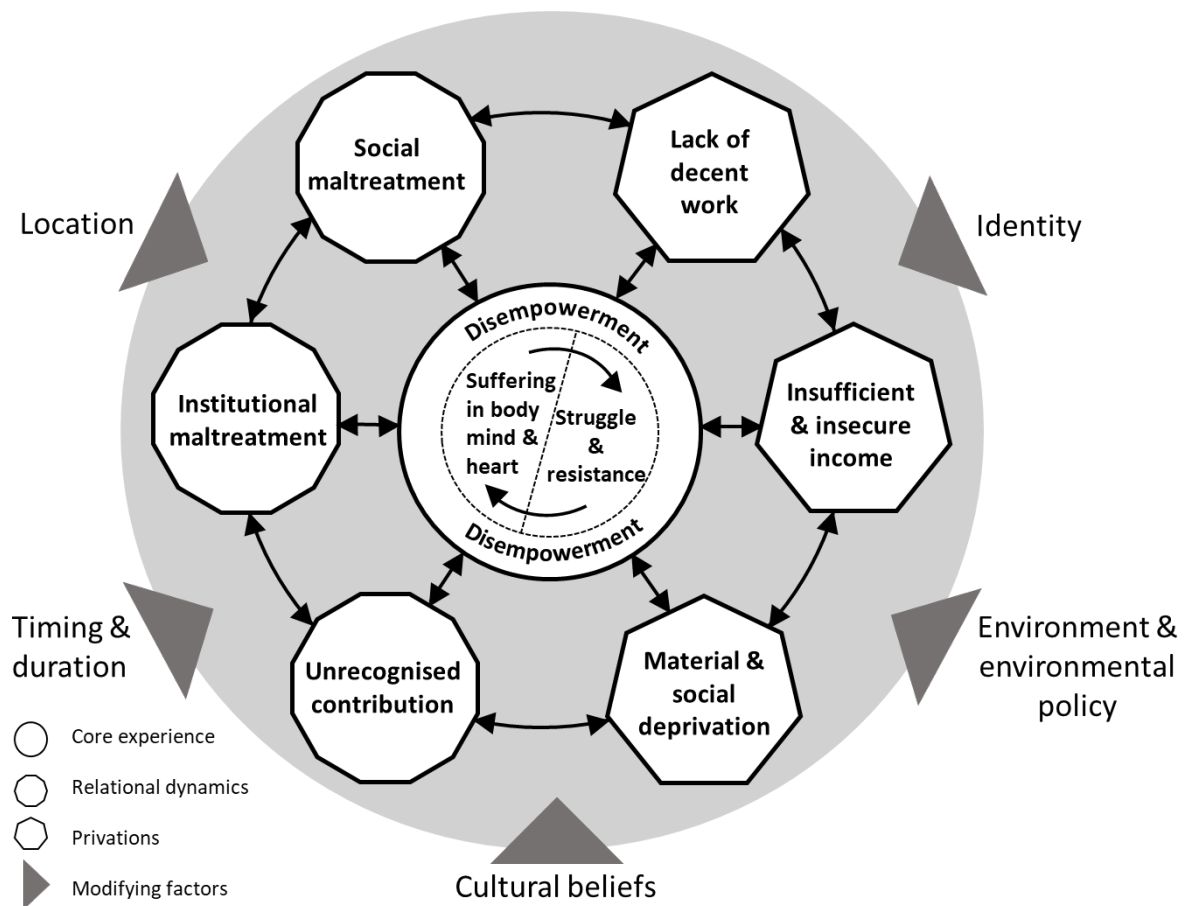 Social
maltreatment
Lack of
decent
work
Location
Identity
Disempowerment
Institutional
maltreatment
Suffering
in body
mind &
heart
Struggle
&
resistance
Insufficient
& insecure
income
Disempowerment
Timing &
duration
Unrecognised
contribution
Material &
social
deprivation
Environment &
environmental
policy
Cultural beliefs
Core experience
Relational dynamics
Privations
Modifying factors